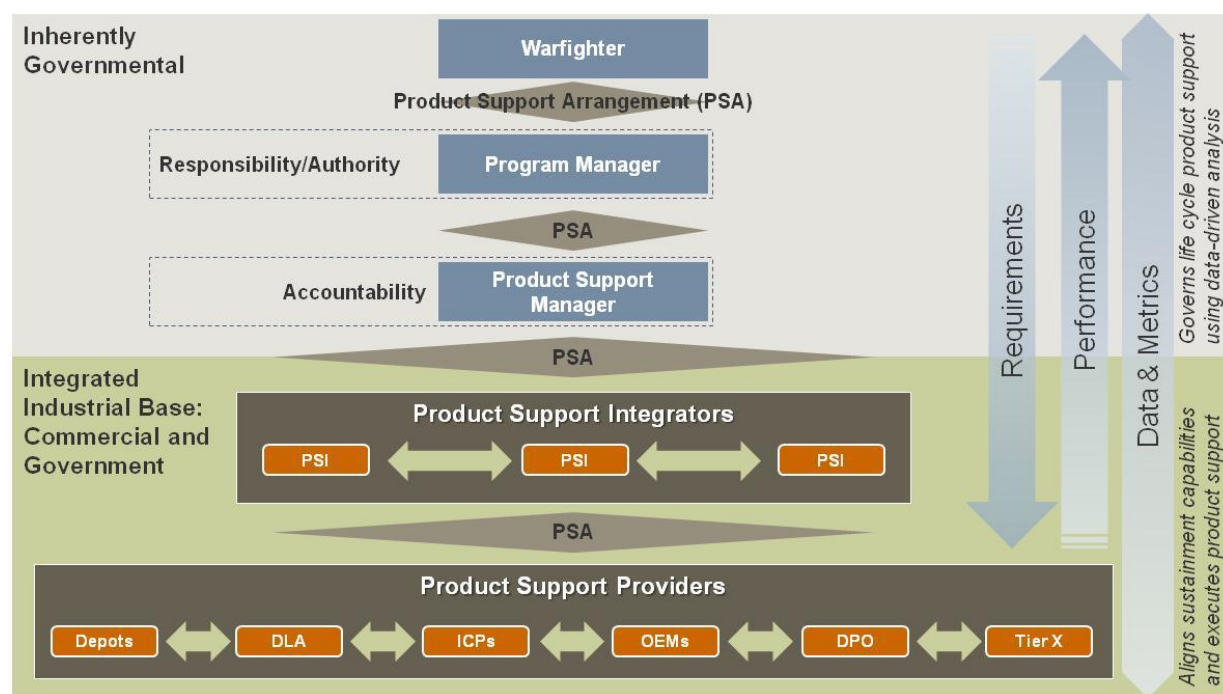 Inherently
Governmental
Warfighter
Product Support Arrangement (PSA)
Responsibility/Authority
Program Manager
PSA
Accountability
Product Support
Manager
PSA
Integrated
Industrial Base:
Commercial and
Government
Product Support Integrators
PSI
PSI
PSI
PSA
Product Support Providers
Depots
DLA
ICPs
OEMs
DPO
Tier X
Requirements
Performance
Data & Metrics
Governs life cycle product support
using data-driven analysis
Aligns sustainment capabilities
and executes product support